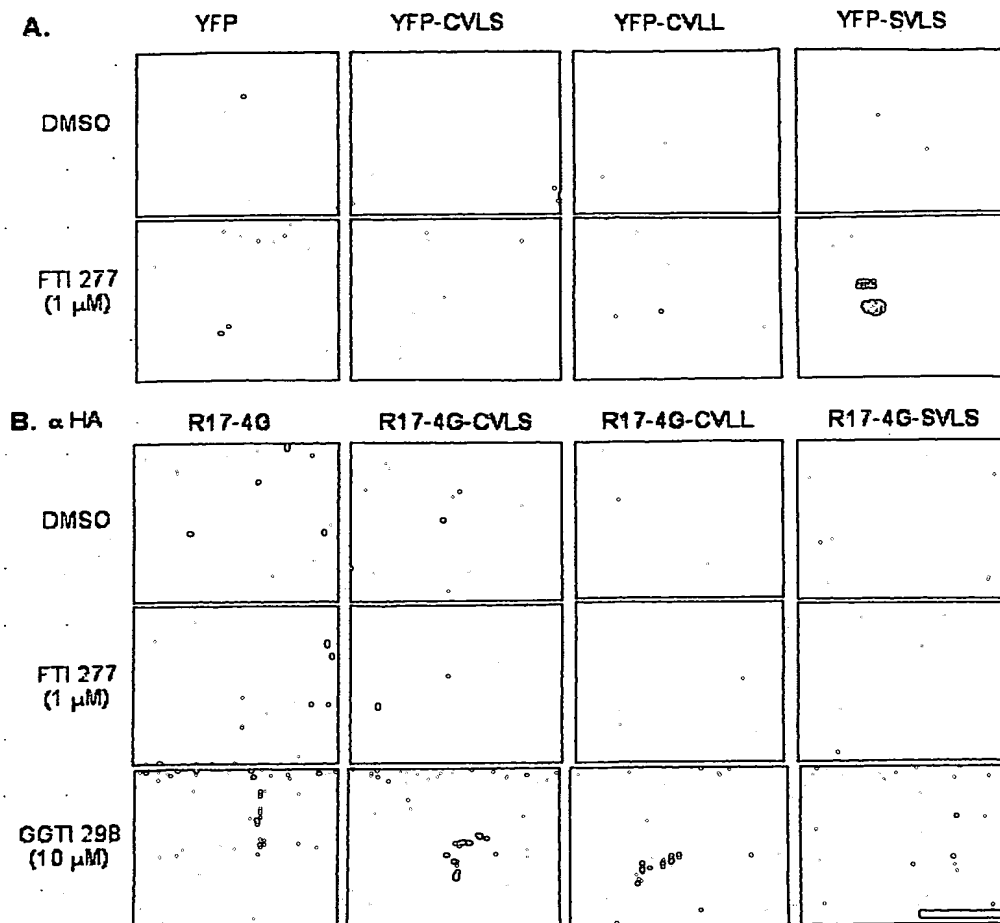 A. YFP YFP-CVLS YFP-CVLL YFP-SVLS
DMSO
FTI 277
(1 µM)
B. α HA R17-4G R17-4G-CVLS R17-4G-CVLL R17-4G-SVLS
DMSO
FTI 277
(1 µM)
GGTI 298
(10 µM)